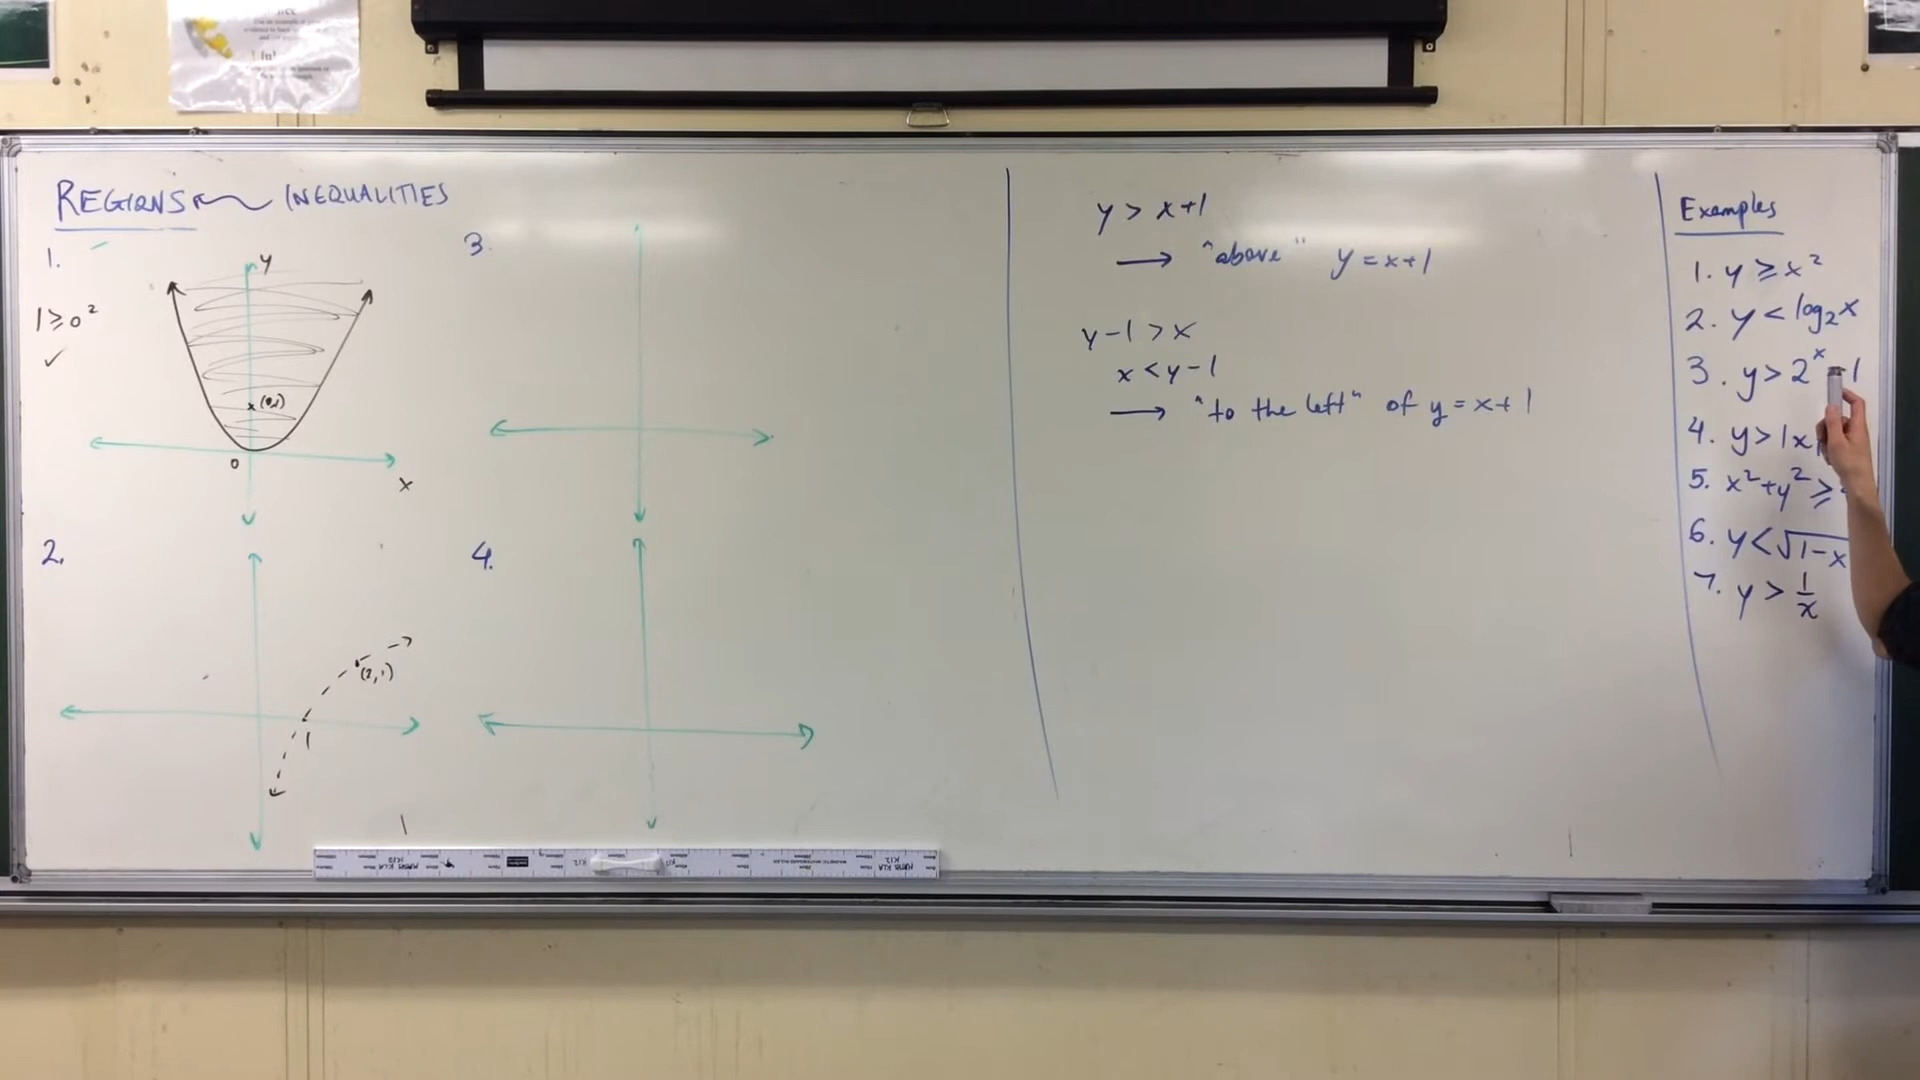 REGIONS INEQUALITIES
1.
y
1 ≥ 0²
✓
(0,1)
0
x
2.
(2,1)
1
3.
4.
y > x+1
→ "above" y = x+1
y-1 > x
x < y-1
→ "to the left" of y = x+1
Examples
1. y ≥ x²
2. y < log₂x
3. y > 2ˣ 1
4. y > |x
5. x²+y² ≥
6. y < √1-x
7. y > 1/x